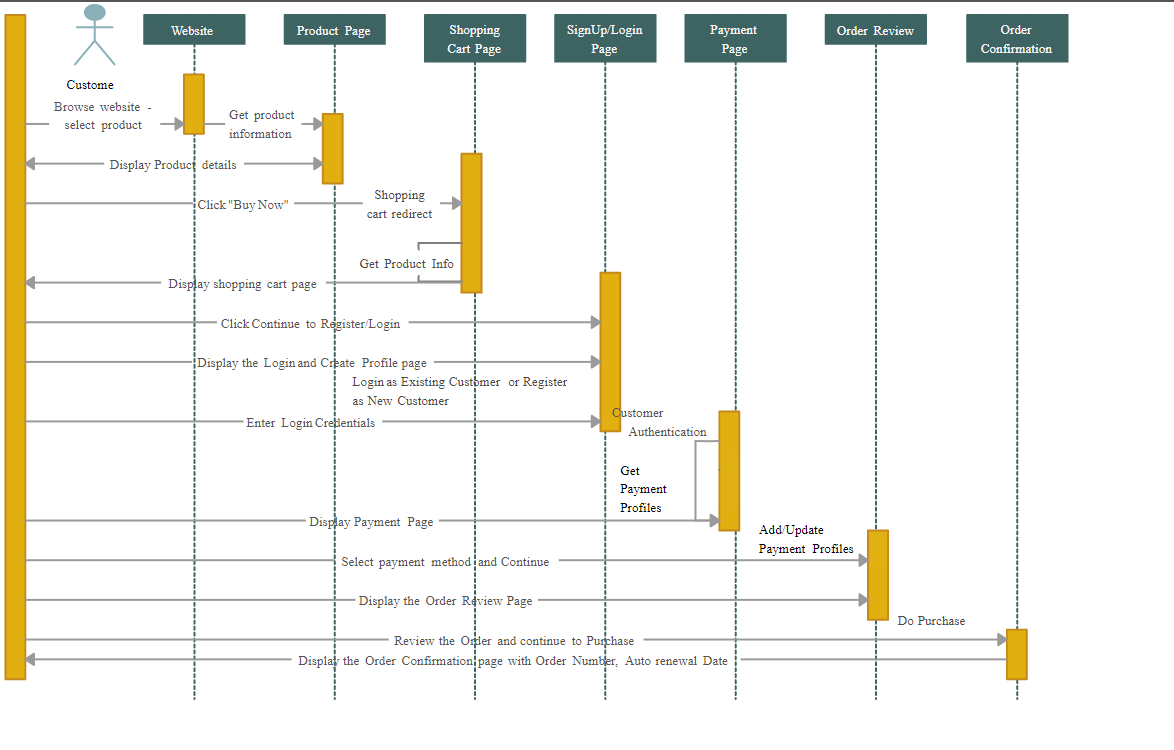 Website
Product Page
Shopping
Cart Page
SignUp/Login
Page
Payment
Page
Order Review
Order
Confirmation
Custome
Browse website -
select product
Get product
information
Display Product details
Click "Buy Now"
Shopping
cart redirect
Get Product Info
Display shopping cart page
Click Continue to Register/Login
Display the Login and Create Profile page
Login as Existing Customer or Register
as New Customer
Enter Login Credentials
Customer
Authentication
Get
Payment
Profiles
Display Payment Page
Add/Update
Payment Profiles
Select payment method and Continue
Display the Order Review Page
Do Purchase
Review the Order and continue to Purchase
Display the Order Confirmation page with Order Number, Auto renewal Date